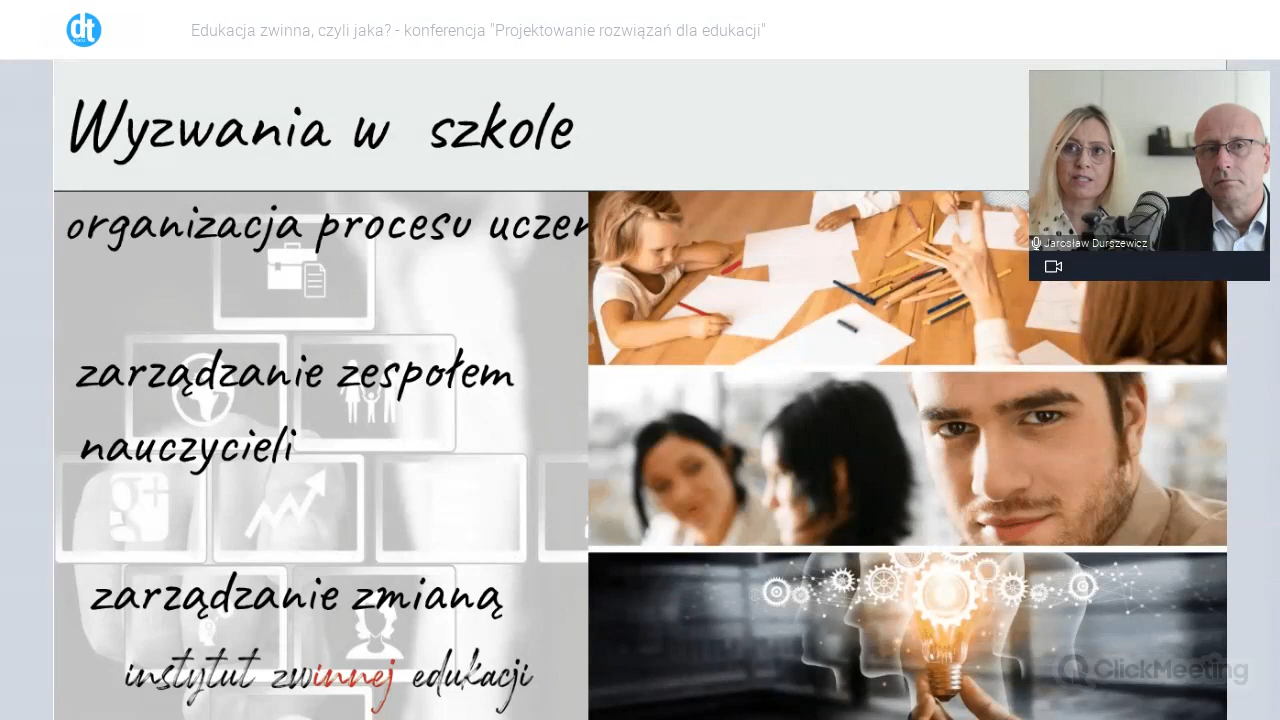 dt
Edukacja zwinna, czyli jaka? - konferencja "Projektowanie rozwiązań dla edukacji"
Wyzwania w szkole
Jarosław Durszewicz
organizacja procesu uczen
zarządzanie zespołem
nauczycieli
zarządzanie zmianą
instytut zwinnej edukacji
ClickMeeting